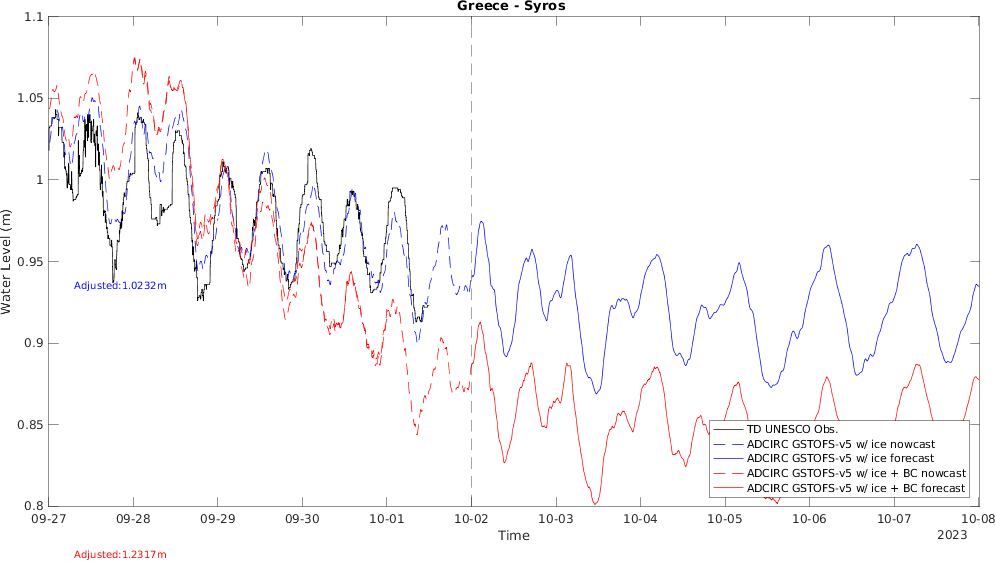 Greece - Syros
1.1
1.05
1
0.95
0.9
0.85
0.8
Water Level (m)
Adjusted:1.0232m
TD UNESCO Obs.
ADCIRC GSTOFS-v5 w/ ice nowcast
ADCIRC GSTOFS-v5 w/ ice forecast
ADCIRC GSTOFS-v5 w/ ice + BC nowcast
ADCIRC GSTOFS-v5 w/ ice + BC forecast
09-27 09-28 09-29 09-30 10-01 10-02 10-03 10-04 10-05 10-06 10-07 10-08
Time
2023
Adjusted:1.2317m